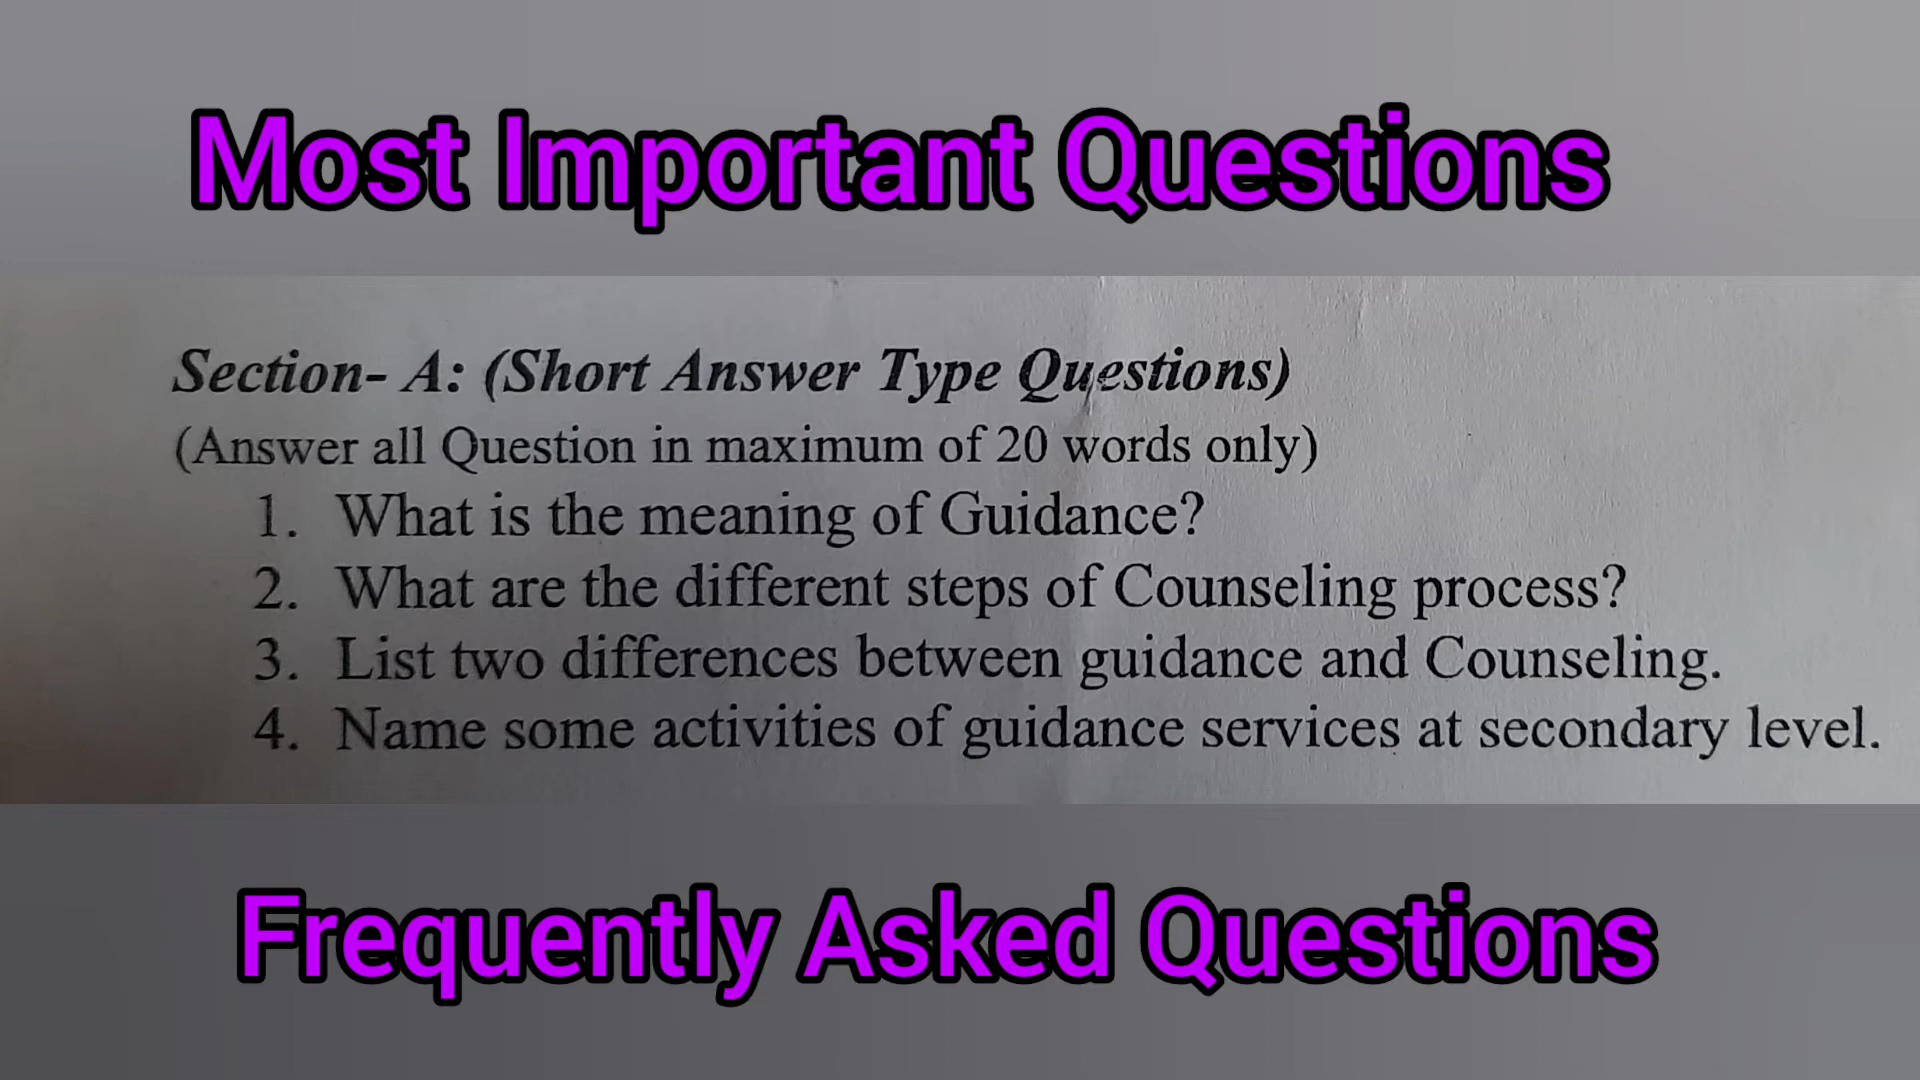 Most Important Questions
Section- A: (Short Answer Type Questions)
(Answer all Question in maximum of 20 words only)
1. What is the meaning of Guidance?
2. What are the different steps of Counseling process?
3. List two differences between guidance and Counseling.
4. Name some activities of guidance services at secondary level.
Frequently Asked Questions